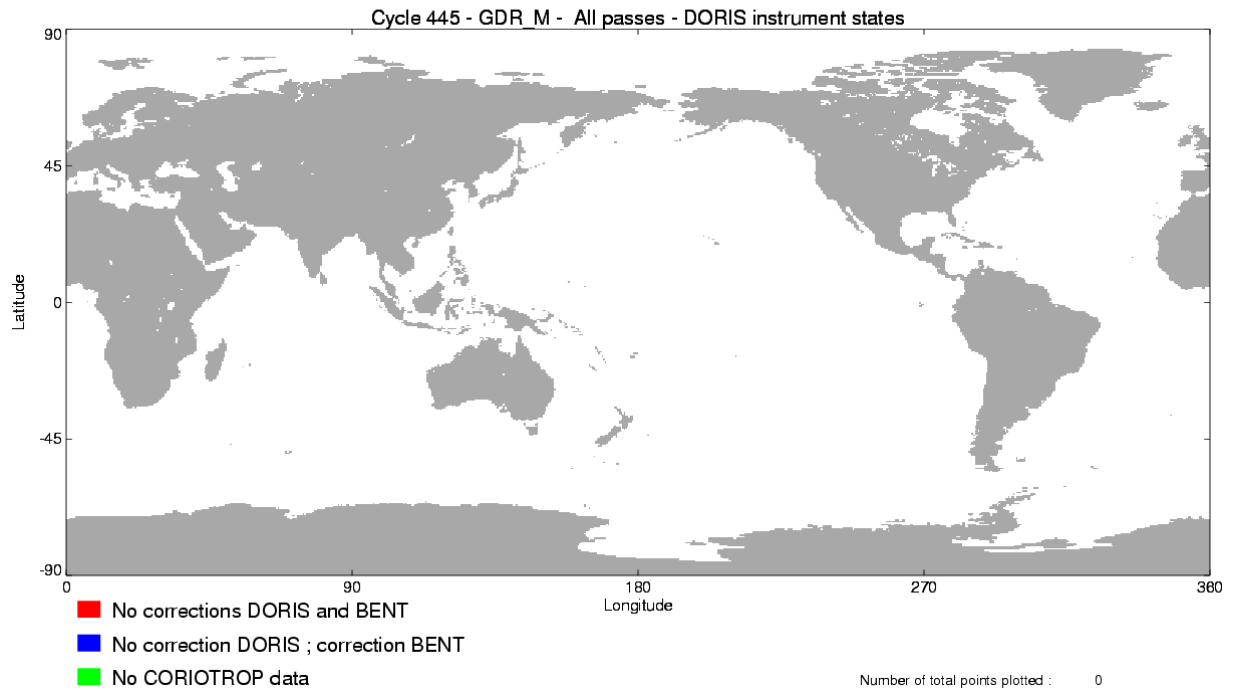 Cycle 445 - GDR_M - All passes - DORIS instrument states
90
45
0
-45
-90
Latitude
0 90 180 270 360
Longitude
No corrections DORIS and BENT
No correction DORIS ; correction BENT
No CORIOTROP data
Number of total points plotted : 0